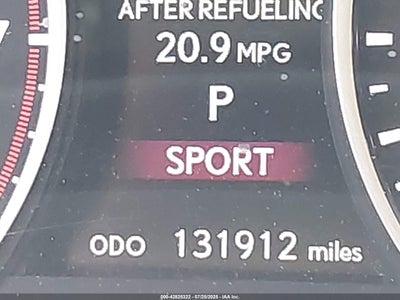 AFTER REFUELING
20.9 MPG
P
SPORT
ODO 131912 miles